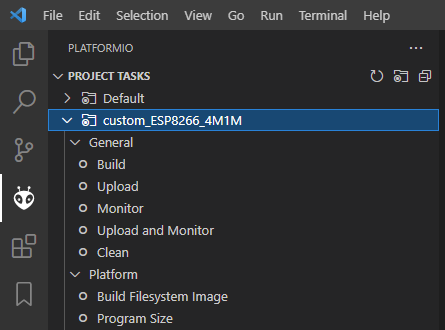 File Edit Selection View Go Run Terminal Help
PLATFORMIO
PROJECT TASKS
Default
custom_ESP8266_4M1M
General
Build
Upload
Monitor
Upload and Monitor
Clean
Platform
Build Filesystem Image
Program Size